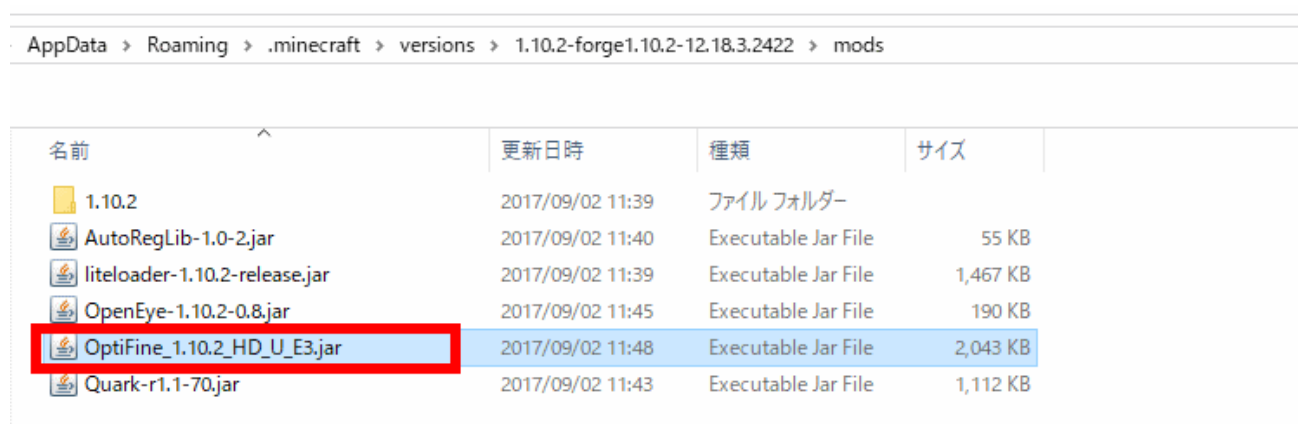 AppData > Roaming > .minecraft > versions > 1.10.2-forge1.10.2-12.18.3.2422 > mods
名前 更新日時 種類 サイズ
1.10.2 2017/09/02 11:39 ファイル フォルダー
AutoRegLib-1.0-2.jar 2017/09/02 11:40 Executable Jar File 55 KB
liteloader-1.10.2-release.jar 2017/09/02 11:39 Executable Jar File 1,467 KB
OpenEye-1.10.2-0.8.jar 2017/09/02 11:45 Executable Jar File 190 KB
OptiFine_1.10.2_HD_U_E3.jar 2017/09/02 11:48 Executable Jar File 2,043 KB
Quark-r1.1-70.jar 2017/09/02 11:43 Executable Jar File 1,112 KB